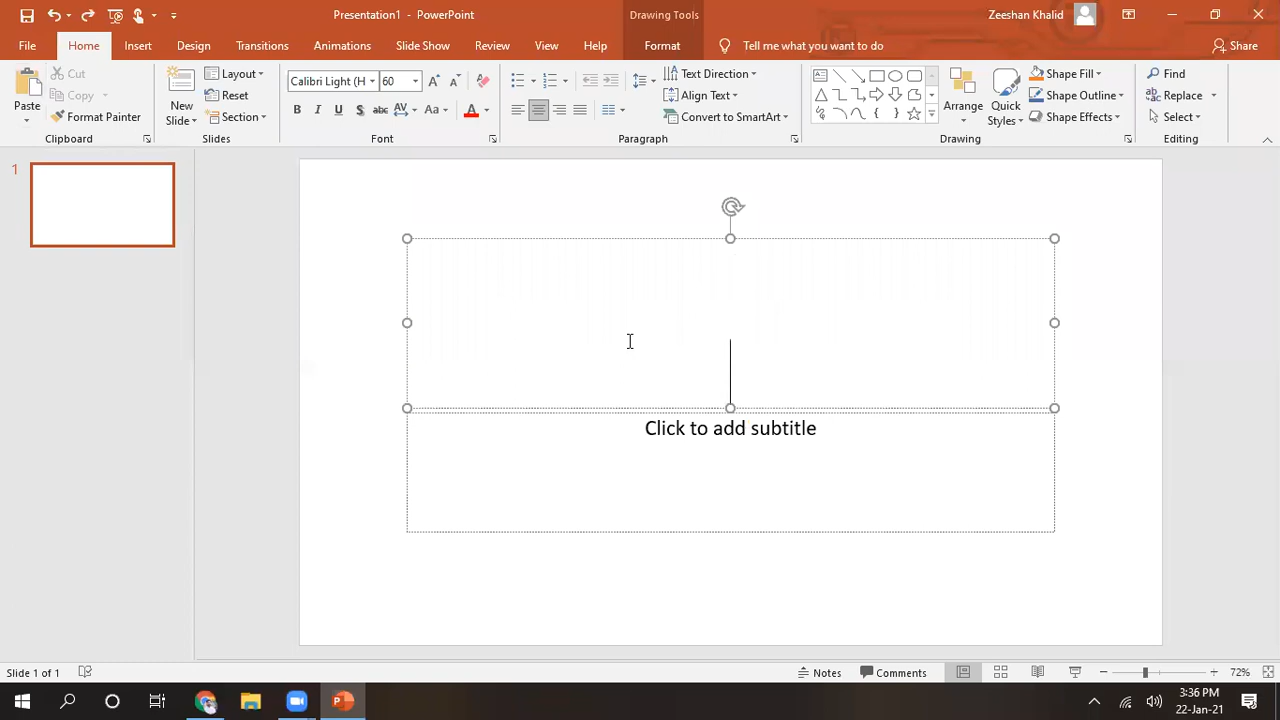 Presentation1 - PowerPoint
Drawing Tools
Zeeshan Khalid
File Home Insert Design Transitions Animations Slide Show Review View Help Format Tell me what you want to do Share
Paste
Cut
Copy
Format Painter
Clipboard
New Slide
Layout
Reset
Section
Slides
Calibri Light (H 60
B I U S abc AV Aa A
Font
Text Direction
Align Text
Convert to SmartArt
Paragraph
Arrange
Quick Styles
Shape Fill
Shape Outline
Shape Effects
Drawing
Find
Replace
Select
Editing
1
Click to add subtitle
Slide 1 of 1
Notes
Comments
72%
3:36 PM
22-Jan-21